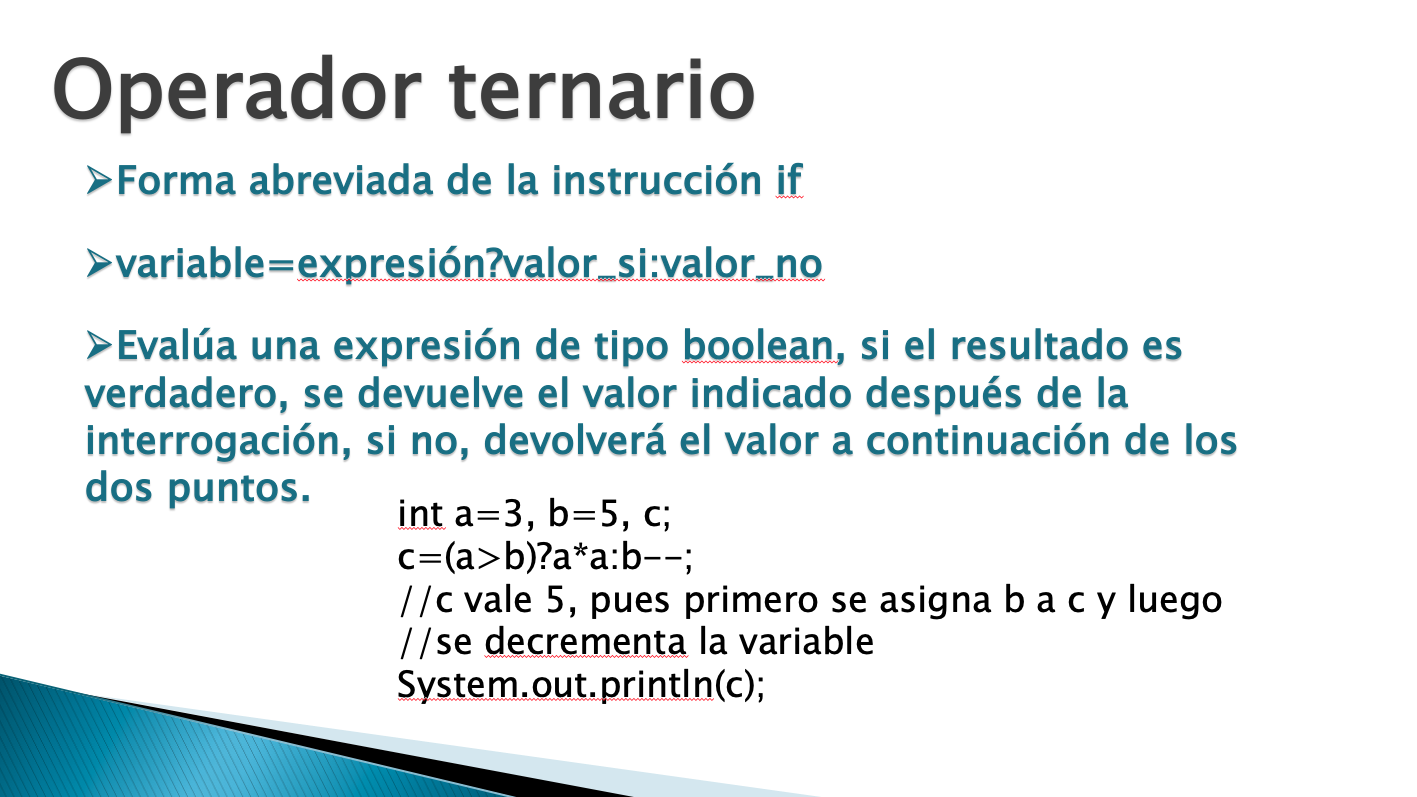 Operador ternario
➢Forma abreviada de la instrucción if
➢variable=expresión?valor_si:valor_no
➢Evalúa una expresión de tipo boolean, si el resultado es
verdadero, se devuelve el valor indicado después de la
interrogación, si no, devolverá el valor a continuación de los
dos puntos.
int a=3, b=5, c;
c=(a>b)?a*a:b--;
//c vale 5, pues primero se asigna b a c y luego
//se decrementa la variable
System.out.println(c);